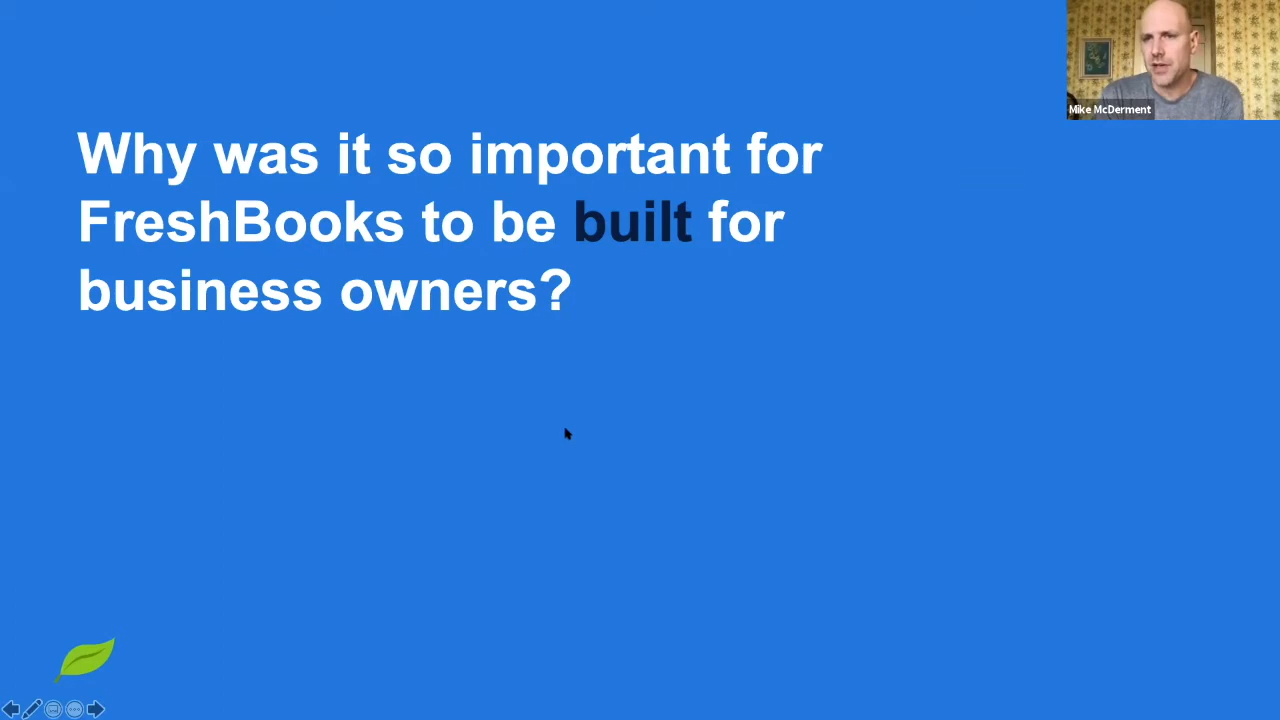 Mike McDerment
Why was it so important for
FreshBooks to be built for
business owners?